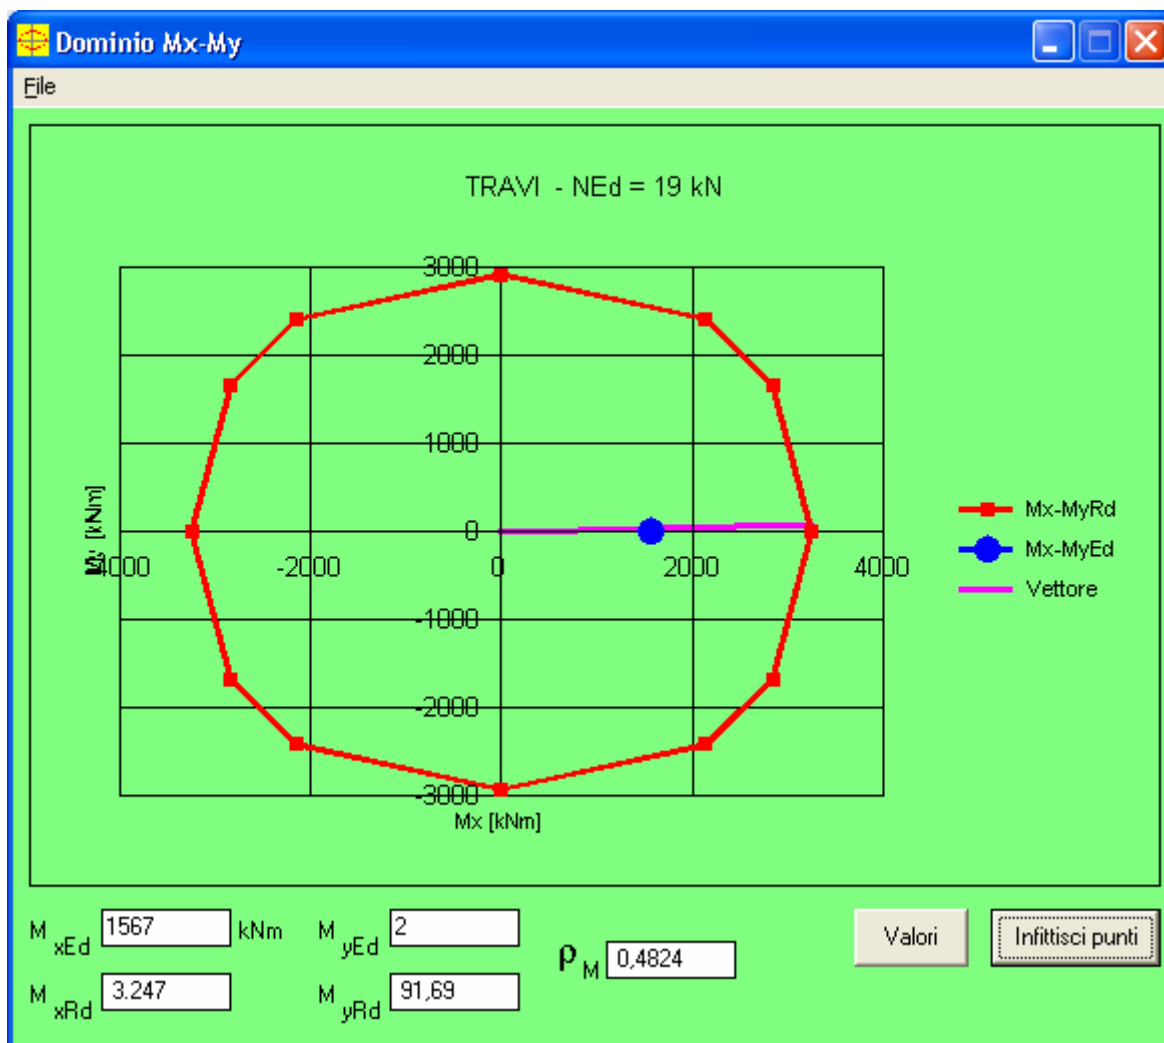 Dominio Mx-My
File
TRAVI - NEd = 19 kN
3000
2000
1000
0
-1000
-2000
-3000
-4000 -2000 0 2000 4000
My [kNm]
Mx [kNm]
Mx-MyRd
Mx-MyEd
Vettore
M xEd 1567 kNm M yEd 2
ρ M 0,4824
Valori Infittisci punti
M xRd 3.247 M yRd 91,69